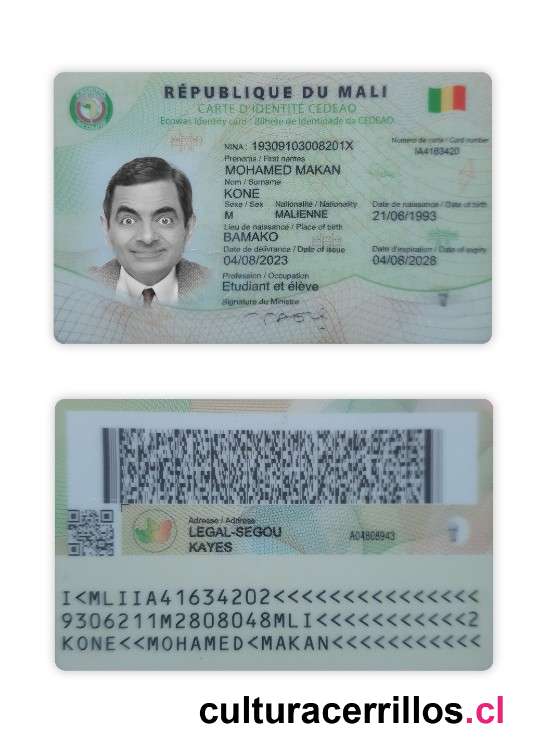 RÉPUBLIQUE DU MALI
CARTE D'IDENTITÉ CEDEAO
Ecowas Identity card / Bilhete de Identidade da CEDEAO
Numéro de carte / Card number
IA4163420
NINA : 19309103008201X
Prénoms / First names
MOHAMED MAKAN
Nom / Surname
KONE
Sexe / Sex Nationalité / Nationality Date de naissance / Date of birth
M MALIENNE 21/06/1993
Lieu de naissance / Place of birth
BAMAKO
Date de délivrance / Date of issue Date d'expiration / Date of expiry
04/08/2023 04/08/2028
Profession / Occupation
Etudiant et élève
Signature du Ministre
Adresse / Address
LEGAL-SEGOU
KAYES
A04808943
I<MLIIA41634202<<<<<<<<<<<<<<<
9306211M2808048MLI<<<<<<<<<<<2
KONE<<MOHAMED<MAKAN<<<<<<<<<<<
culturacerrillos.cl